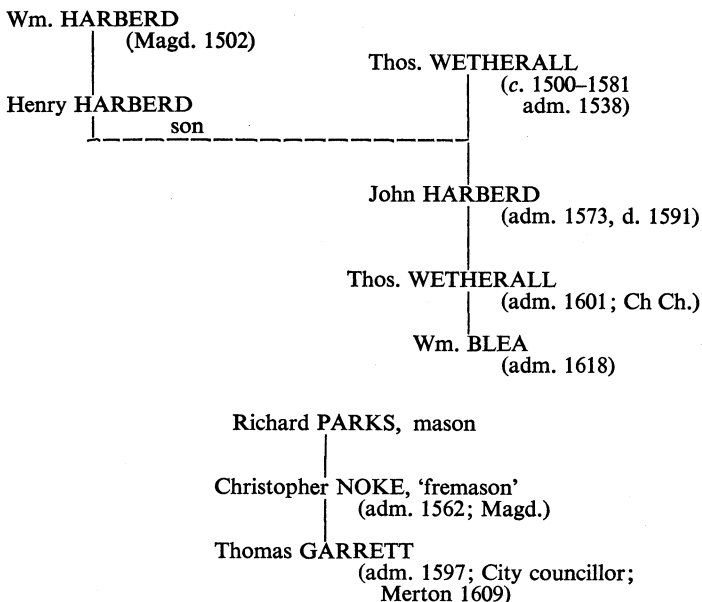 Wm. HARBERD
(Magd. 1502)
Thos. WETHERALL
(c. 1500–1581
adm. 1538)
Henry HARBERD
son
John HARBERD
(adm. 1573, d. 1591)
Thos. WETHERALL
(adm. 1601; Ch Ch.)
Wm. BLEA
(adm. 1618)
Richard PARKS, mason
Christopher NOKE, ‘fremason’
(adm. 1562; Magd.)
Thomas GARRETT
(adm. 1597; City councillor;
Merton 1609)